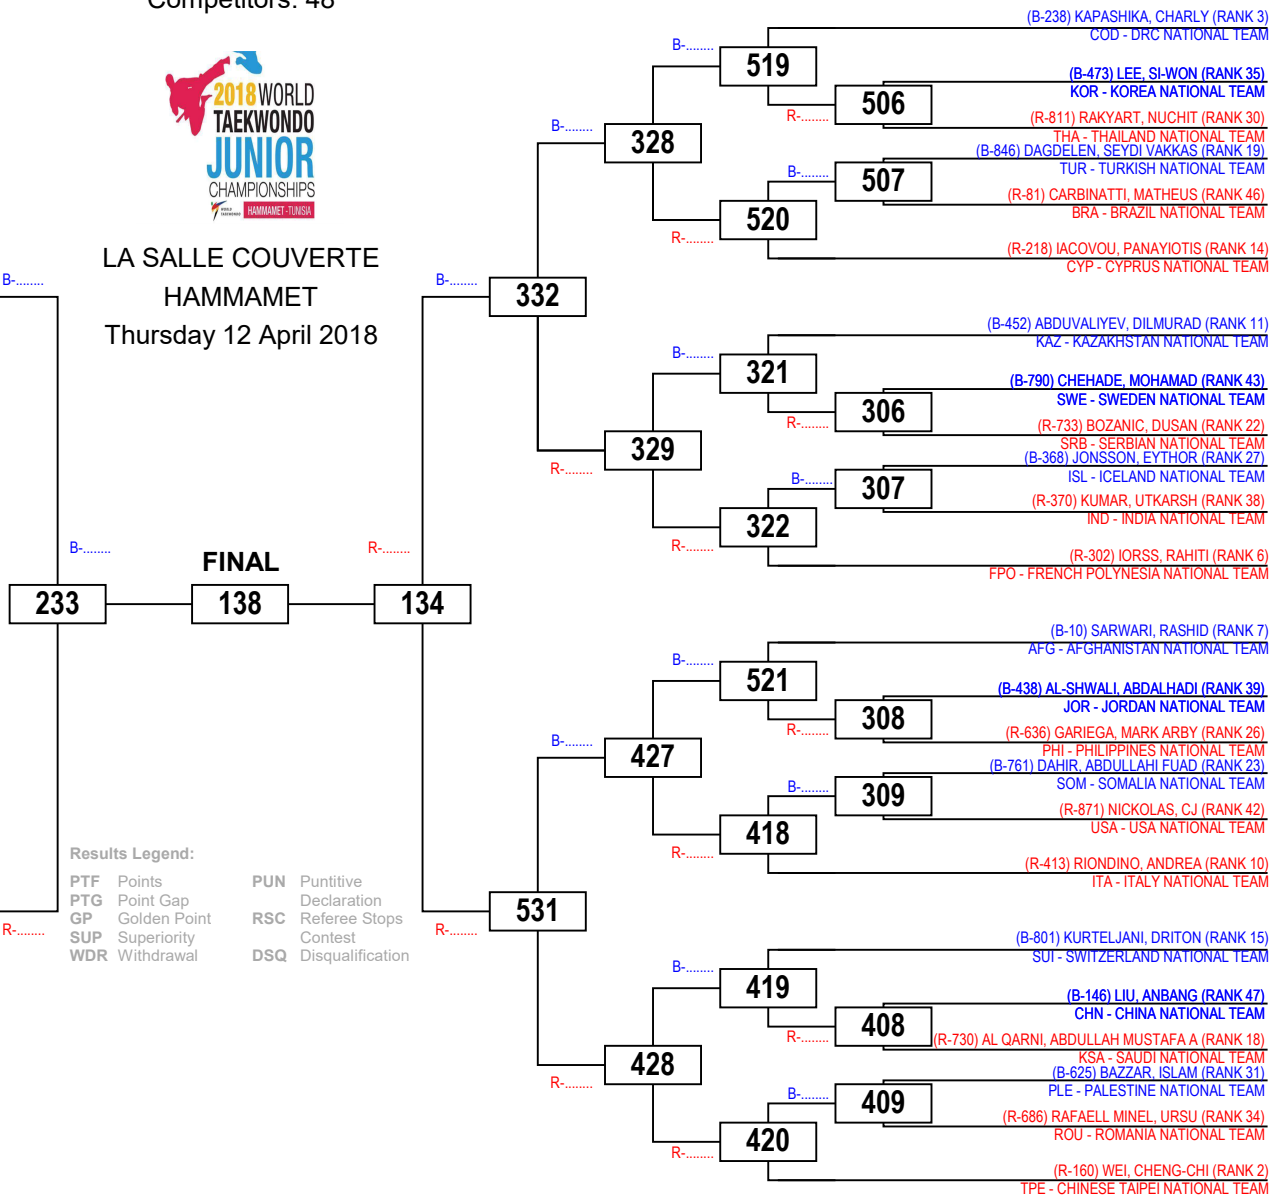 Competitors: 48
2018 WORLD
TAEKWONDO
JUNIOR
CHAMPIONSHIPS
WORLD TAEKWONDO
HAMMAMET - TUNISIA
LA SALLE COUVERTE
HAMMAMET
Thursday 12 April 2018
B-........
R-........
B-........
233
FINAL
138
R-........
134
B-........
R-........
332
531
B-........
R-........
B-........
R-........
328
329
427
428
B-........
R-........
B-........
R-........
B-........
R-........
B-........
R-........
519
520
321
322
521
418
419
420
R-........
B-........
R-........
B-........
R-........
B-........
R-........
B-........
506
507
306
307
308
309
408
409
(B-238) KAPASHIKA, CHARLY (RANK 3)
COD - DRC NATIONAL TEAM
(B-473) LEE, SI-WON (RANK 35)
KOR - KOREA NATIONAL TEAM
(R-811) RAKYART, NUCHIT (RANK 30)
THA - THAILAND NATIONAL TEAM
(B-846) DAGDELEN, SEYDI VAKKAS (RANK 19)
TUR - TURKISH NATIONAL TEAM
(R-81) CARBINATTI, MATHEUS (RANK 46)
BRA - BRAZIL NATIONAL TEAM
(R-218) IACOVOU, PANAYIOTIS (RANK 14)
CYP - CYPRUS NATIONAL TEAM
(B-452) ABDUVALIYEV, DILMURAD (RANK 11)
KAZ - KAZAKHSTAN NATIONAL TEAM
(B-790) CHEHADE, MOHAMAD (RANK 43)
SWE - SWEDEN NATIONAL TEAM
(R-733) BOZANIC, DUSAN (RANK 22)
SRB - SERBIAN NATIONAL TEAM
(B-368) JONSSON, EYTHOR (RANK 27)
ISL - ICELAND NATIONAL TEAM
(R-370) KUMAR, UTKARSH (RANK 38)
IND - INDIA NATIONAL TEAM
(R-302) IORSS, RAHITI (RANK 6)
FPO - FRENCH POLYNESIA NATIONAL TEAM
(B-10) SARWARI, RASHID (RANK 7)
AFG - AFGHANISTAN NATIONAL TEAM
(B-438) AL-SHWALI, ABDALHADI (RANK 39)
JOR - JORDAN NATIONAL TEAM
(R-636) GARIEGA, MARK ARBY (RANK 26)
PHI - PHILIPPINES NATIONAL TEAM
(B-761) DAHIR, ABDULLAHI FUAD (RANK 23)
SOM - SOMALIA NATIONAL TEAM
(R-871) NICKOLAS, CJ (RANK 42)
USA - USA NATIONAL TEAM
(R-413) RIONDINO, ANDREA (RANK 10)
ITA - ITALY NATIONAL TEAM
(B-801) KURTELJANI, DRITON (RANK 15)
SUI - SWITZERLAND NATIONAL TEAM
(B-146) LIU, ANBANG (RANK 47)
CHN - CHINA NATIONAL TEAM
(R-730) AL QARNI, ABDULLAH MUSTAFA A (RANK 18)
KSA - SAUDI NATIONAL TEAM
(B-625) BAZZAR, ISLAM (RANK 31)
PLE - PALESTINE NATIONAL TEAM
(R-686) RAFAELL MINEL, URSU (RANK 34)
ROU - ROMANIA NATIONAL TEAM
(R-160) WEI, CHENG-CHI (RANK 2)
TPE - CHINESE TAIPEI NATIONAL TEAM
Results Legend:
PTF Points
PTG Point Gap
GP Golden Point
SUP Superiority
WDR Withdrawal
PUN Puntitive
Declaration
RSC Referee Stops
Contest
DSQ Disqualification